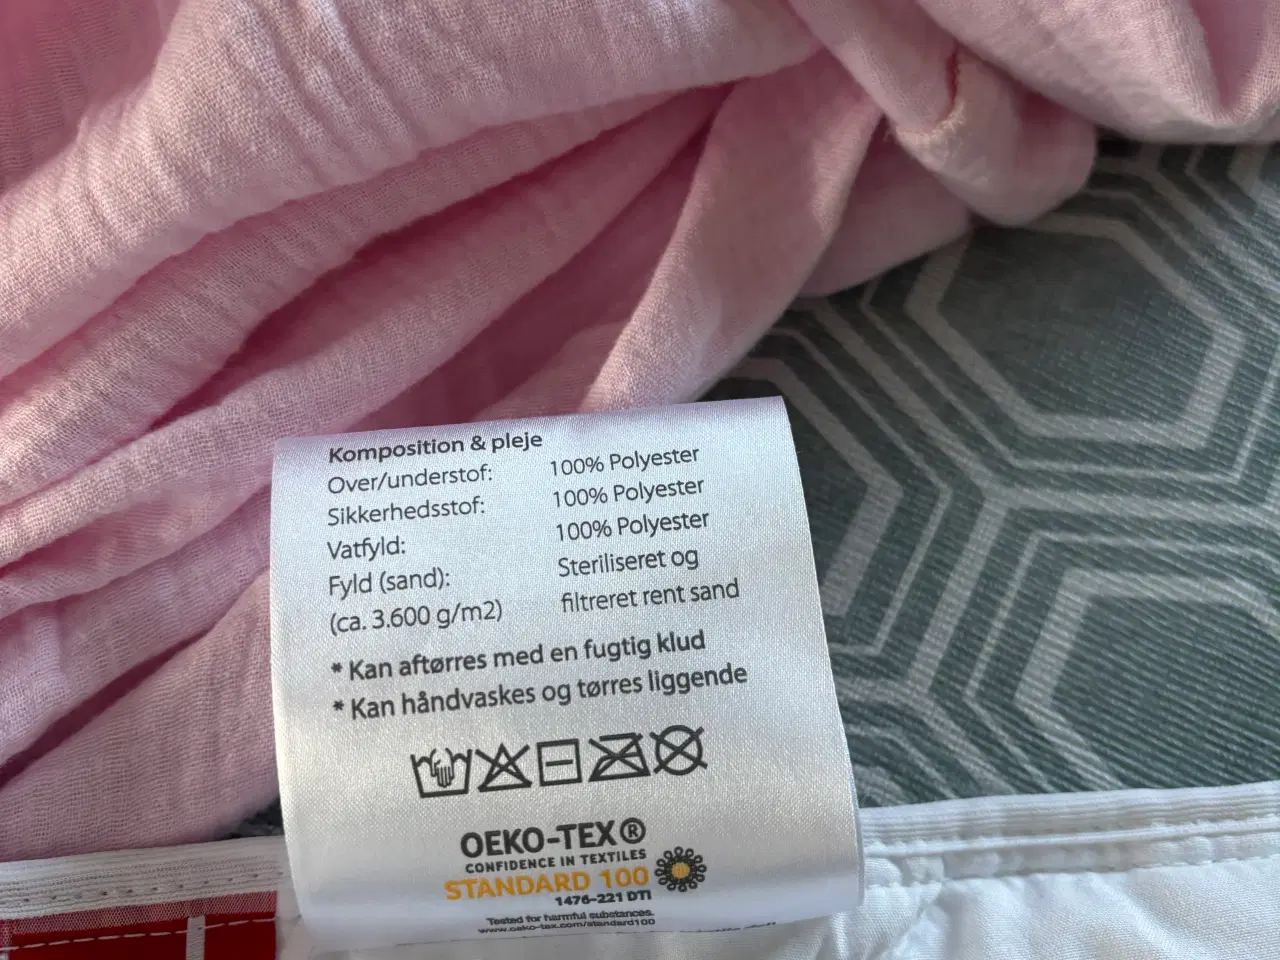 Komposition & pleje
Over/understof: 100% Polyester
Sikkerhedsstof: 100% Polyester
Vatfyld: 100% Polyester
Fyld (sand): Steriliseret og
(ca. 3.600 g/m2) filtreret rent sand
* Kan aftørres med en fugtig klud
* Kan håndvaskes og tørres liggende
OEKO-TEX®
CONFIDENCE IN TEXTILES
STANDARD 100
1476-221 DTI
Tested for harmful substances.
www.oeko-tex.com/standard100